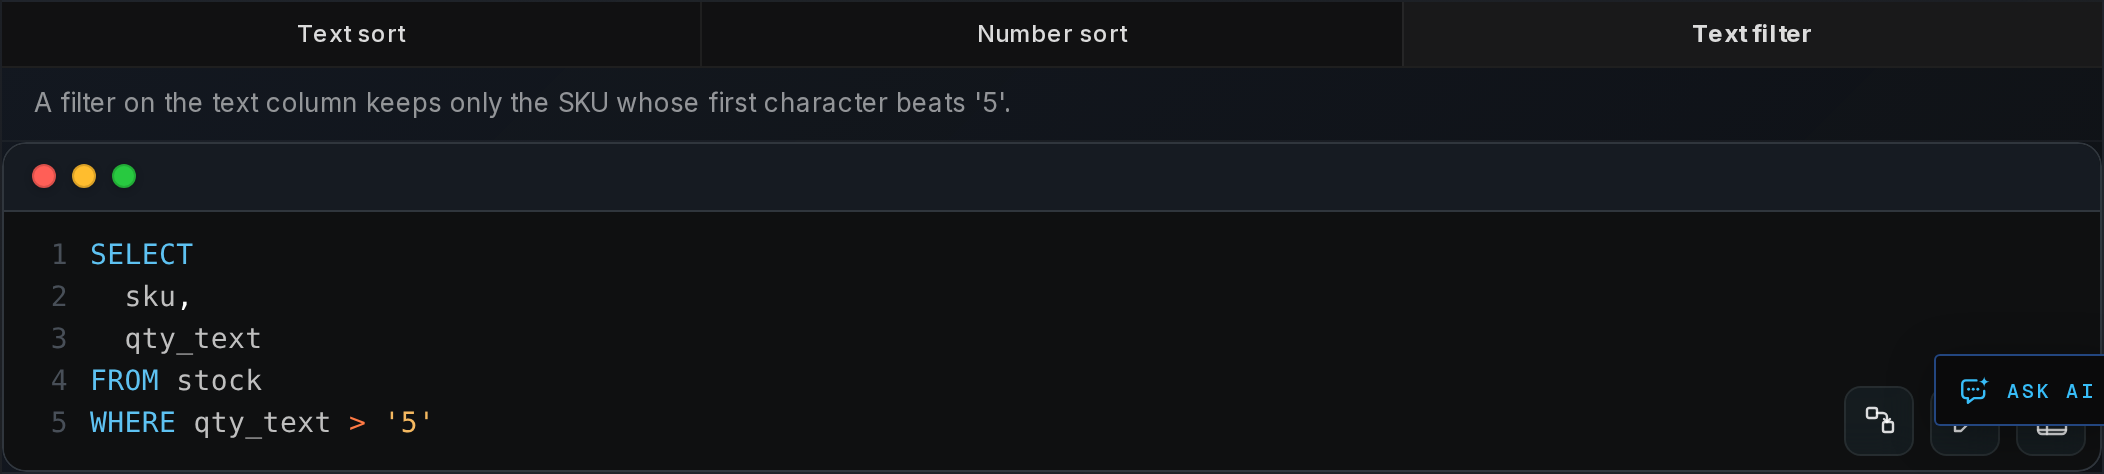 Text sort
Number sort
Text filter
A filter on the text column keeps only the SKU whose first character beats '5'.
1 SELECT
2   sku,
3   qty_text
4 FROM stock
5 WHERE qty_text > '5'
ASK AI